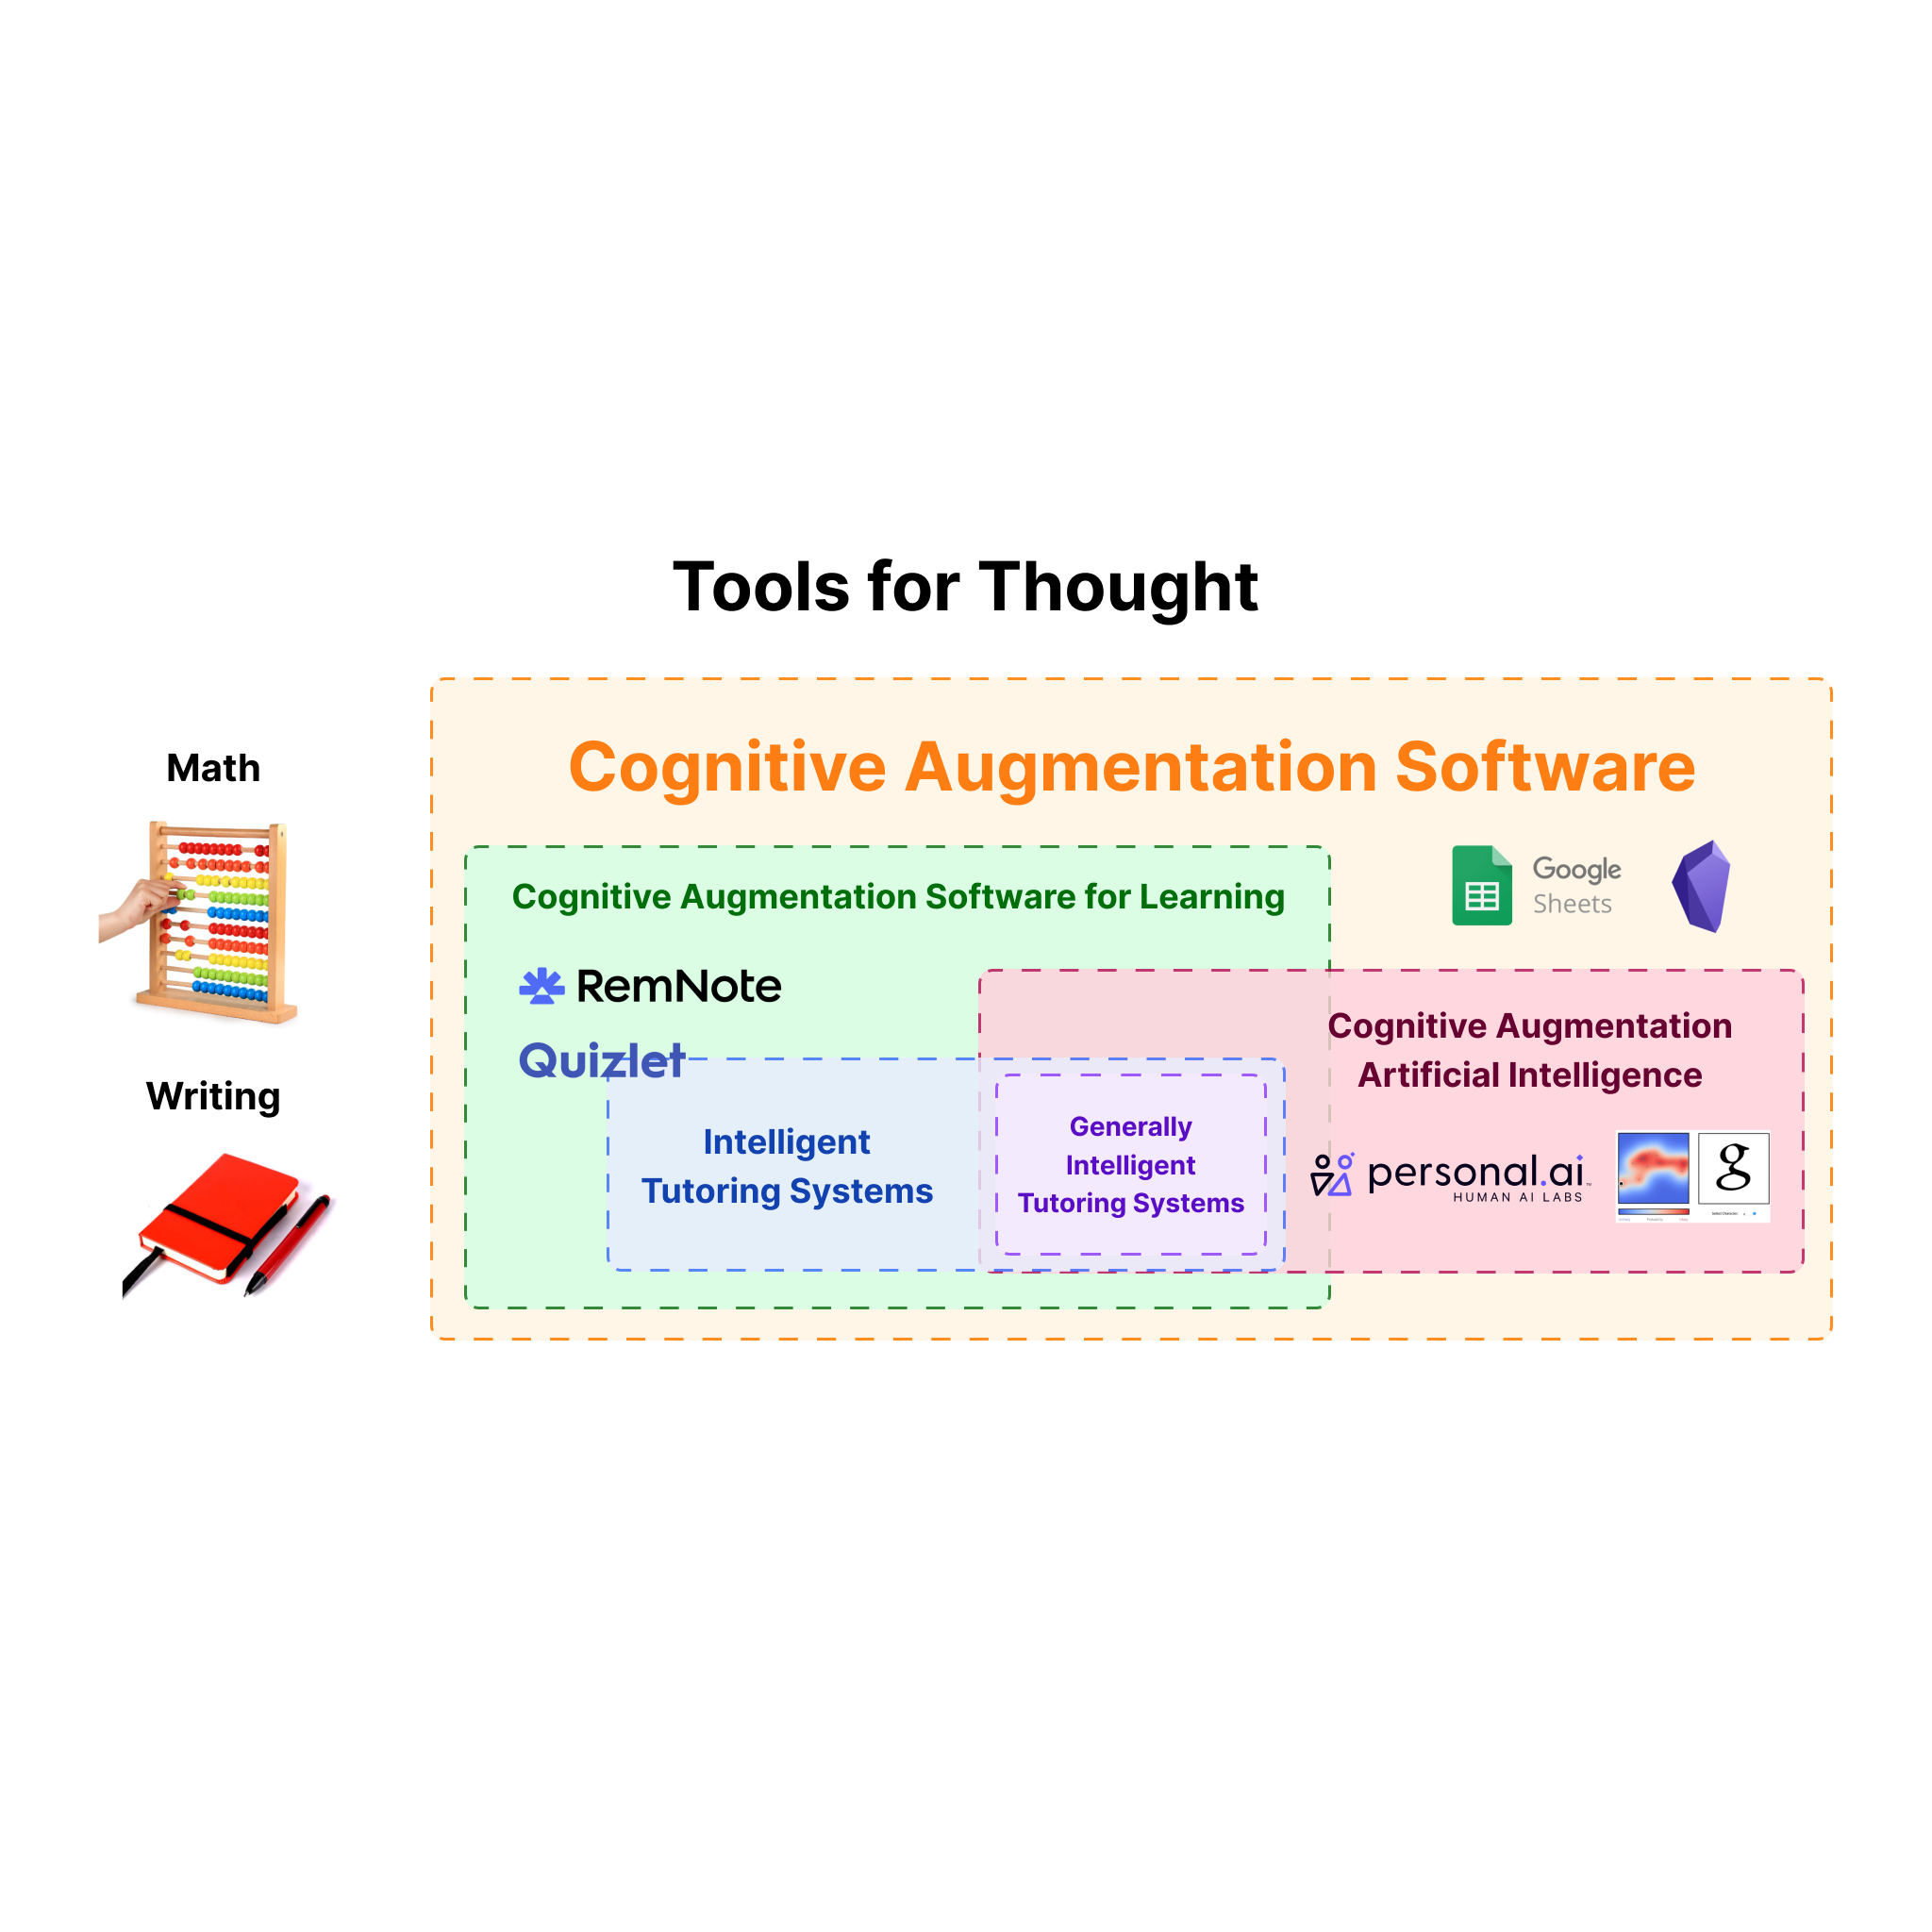 Tools for Thought
Math
Writing
Cognitive Augmentation Software
Cognitive Augmentation Software for Learning
Google
Sheets
RemNote
Quizlet
Cognitive Augmentation
Artificial Intelligence
Intelligent
Tutoring Systems
Generally
Intelligent
Tutoring Systems
personal.ai™
HUMAN AI LABS
g